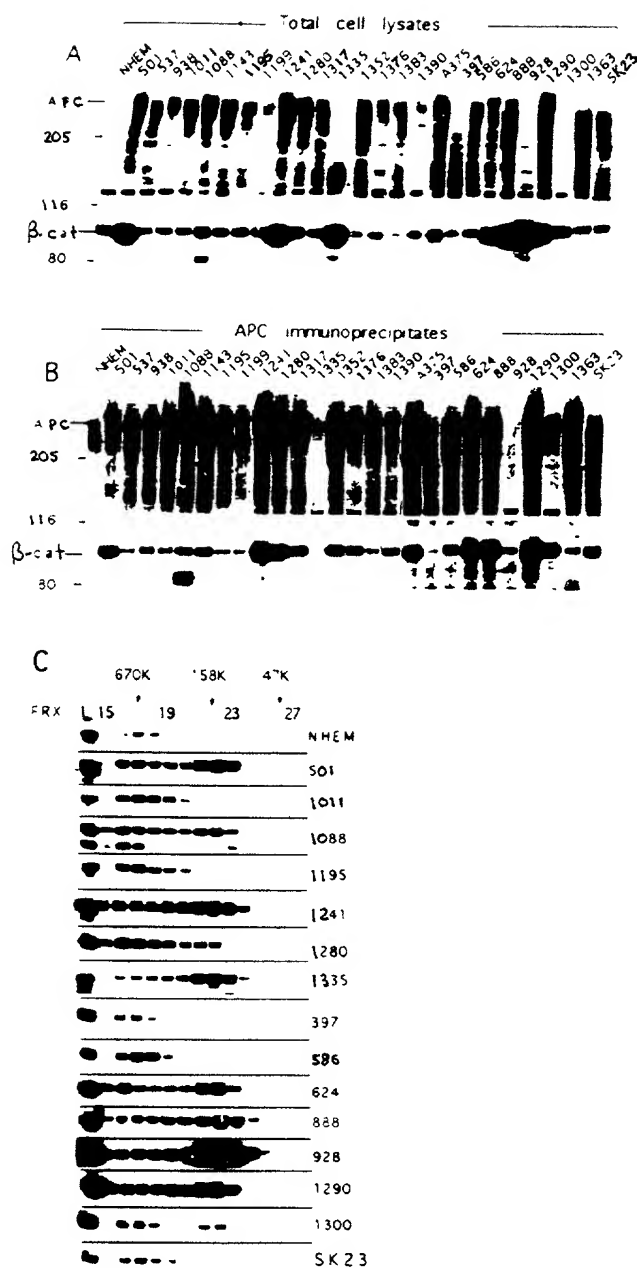 Total cell lysates
A
NHEM 501 537 938 1011 1088 1143 1195 1199 1241 1280 1317 1335 1352 1376 1383 1390 A375 397 586 624 888 928 1290 1300 1363 SK23
APC
205
116
β-cat
80
APC immunoprecipitates
B
NHEM 501 537 938 1011 1088 1143 1195 1199 1241 1280 1317 1335 1352 1376 1383 1390 A375 397 586 624 888 928 1290 1300 1363 SK23
APC
205
116
β-cat
80
C
670K 158K 47K
FRX L 15 19 23 27
NHEM
501
1011
1088
1195
1241
1280
1335
397
586
624
888
928
1290
1300
SK23